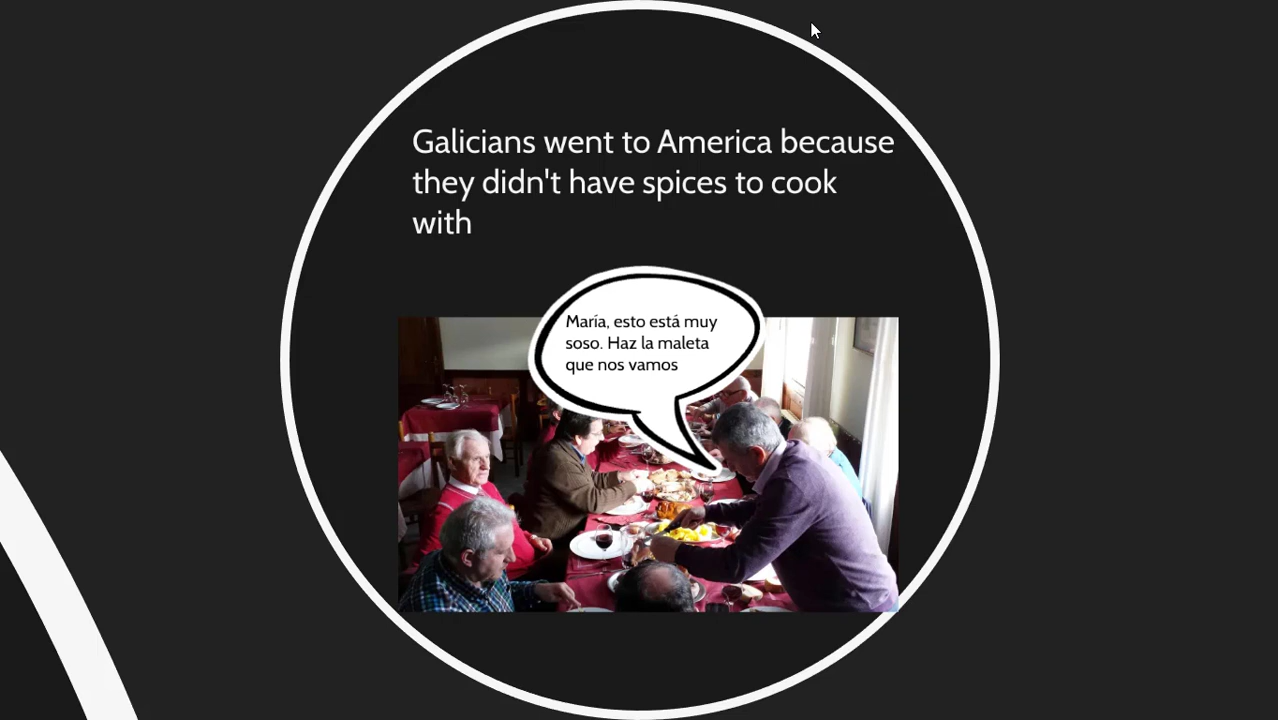 Galicians went to America because
they didn't have spices to cook
with
María, esto está muy
soso. Haz la maleta
que nos vamos